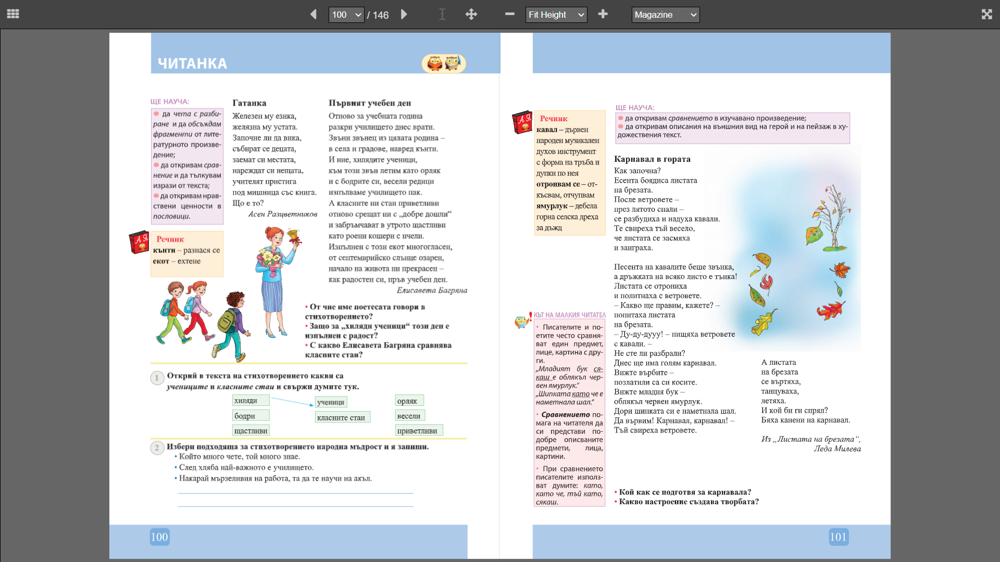 100 / 146 Fit Height Magazine
ЧИТАНКА
ЩЕ НАУЧА:
да чета с разби-
ране и да обсъждам
фрагменти от лите-
ратурното произве-
дение;
да откривам срав-
нение и да тълкувам
изрази от текста;
да откривам нрав-
ствени ценности в
пословици.
Речник
кънти – разнася се
екот – ехтене
Гатанка
Железен му езика,
желязна му устата.
Започне ли да вика,
събират се децата,
заемат си местата,
нареждат си нещата,
учителят пристига
под мишница със книга.
Що е то?
Асен Разцветников
Първият учебен ден
Отново за учебната година
разкри училището днес врати.
Звъни звънец из цялата родина –
в села и градове, навред кънти.
И ние, хилядите ученици,
към този звън летим като орляк
и с бодрите си, весели редици
изпълваме училището пак.
А класните ни стаи приветливи
отново срещат ни с „добре дошли“
и забръмчават в утрото щастливи
като роени кошери с пчели.
Изпълнен с този екот многогласен,
от септемврийско слънце озарен,
начало на живота ни прекрасен –
как радостен си, пръв учебен ден.
Елисавета Багряна
• От чие име поетесата говори в
стихотворението?
• Защо за „хиляди ученици“ този ден е
изпълнен с радост?
• С какво Елисавета Багряна сравнява
класните стаи?
1 Открий в текста на стихотворението какви са
учениците и класните стаи и свържи думите тук.
хиляди ученици орляк
бодри класните стаи весели
щастливи приветливи
2 Избери подходяща за стихотворението народна мъдрост и я запиши.
• Който много чете, той много знае.
• След хляба най-важното е училището.
• Накарай мързеливия на работа, та да те научи на акъл.
100
А Я
Речник
кавал – дървен
народен музикален
духов инструмент
с форма на тръба и
дупки по нея
отронвам се – от-
късвам, отчупвам
ямурлук – дебела
горна селска дреха
за дъжд
КЪТ НА МАЛКИЯ ЧИТАТЕЛ
• Писателите и по-
етите често сравня-
ват един предмет,
лице, картина с дру-
ги.
„Младият бук ся-
каш е облякъл чер-
вен ямурлук.“
„Шипката като че е
наметнала шал.“
• Сравнението по-
мага на читателя да
си представи по-
добре описваните
предмети, лица,
картини.
• При сравнението
писателите използ-
ват думите: като,
като че, тъй като,
сякаш.
ЩЕ НАУЧА:
да откривам сравнението в изучавано произведение;
да откривам описания на външния вид на герой и на пейзаж в ху-
дожествения текст.
Карнавал в гората
Как започна?
Есента боядиса листата
на брезата.
После ветровете –
през лятото спали –
се разбудиха и надуха кавали.
Те свиреха тъй весело,
че листата се засмяха
и заиграха.
Песента на кавалите беше звънка,
а дръжката на всяко листо е тънка!
Листата се отрониха
и политнаха с ветровете.
– Какво ще правим, кажете? –
попитаха листата
на брезата.
– Ду-ду-дууу! – пищяха ветровете
с кавали. –
Не сте ли разбрали?
Днес ще има голям карнавал.
Вижте върбите –
позлатили са си косите.
Вижте младия бук –
облякъл червен ямурлук.
Дори шипката си е наметнала шал.
Да вървим! Карнавал, карнавал! –
Тъй свиреха ветровете.
А листата
на брезата
се въртяха,
танцуваха,
летяха.
И кой би ги спрял?
Бяха канени на карнавал.
Из „Листата на брезата“,
Леда Милева
• Кой как се подготвя за карнавала?
• Какво настроение създава творбата?
101
А Я